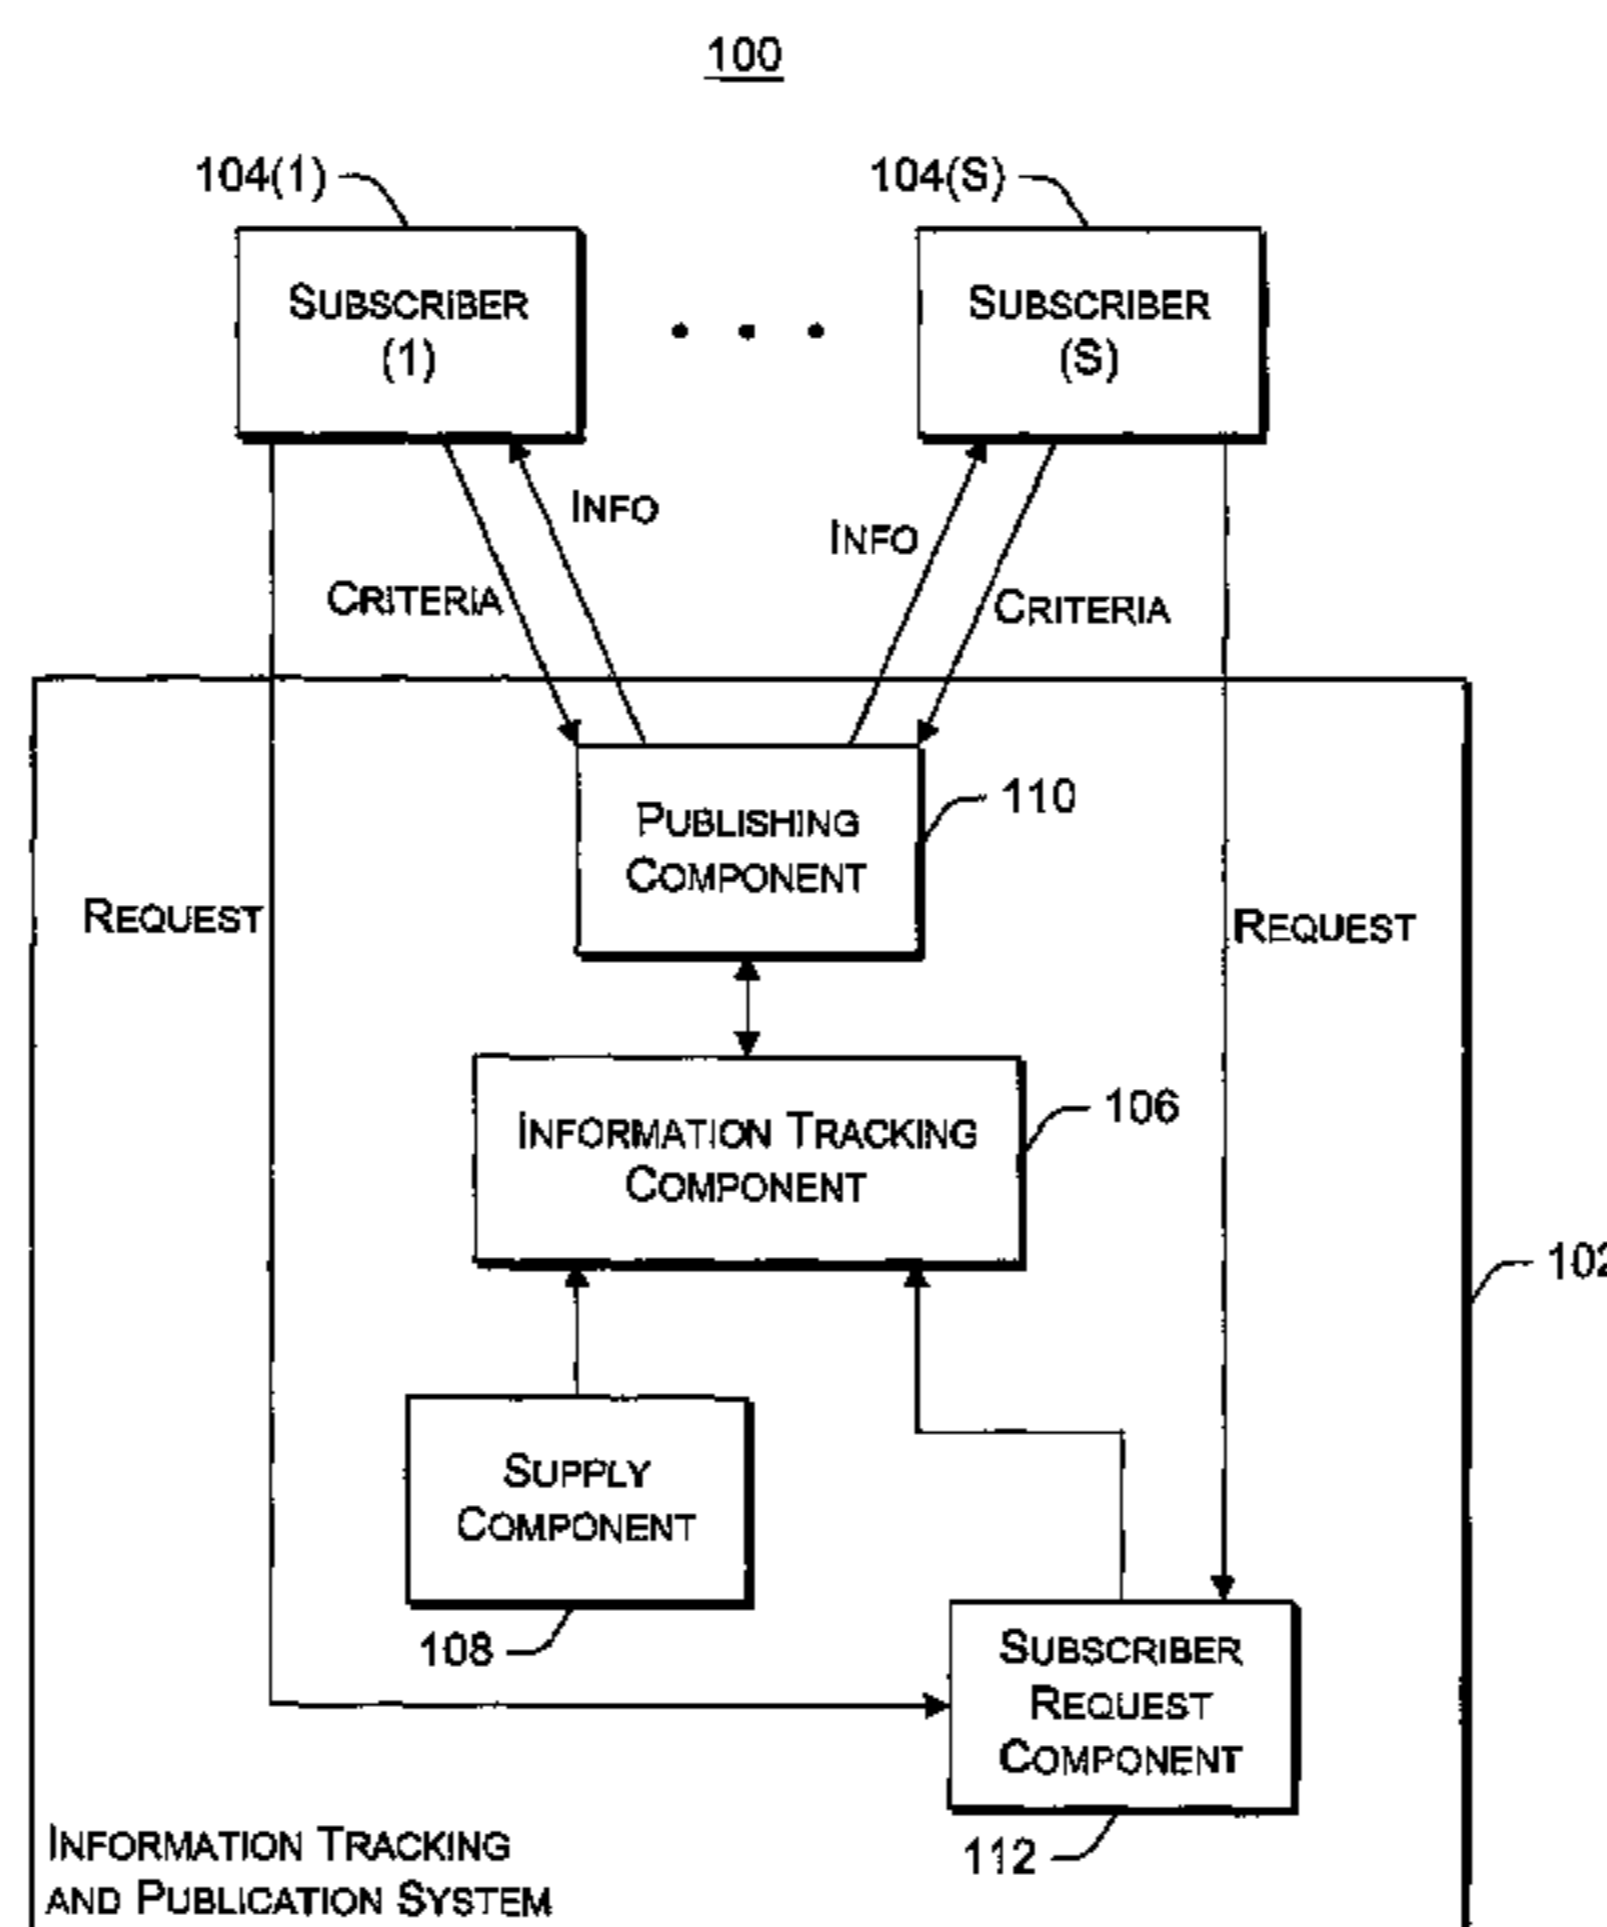 100
104(1)
104(S)
SUBSCRIBER
(1)
SUBSCRIBER
(S)
INFO
INFO
CRITERIA
CRITERIA
PUBLISHING
COMPONENT
110
REQUEST
REQUEST
INFORMATION TRACKING
COMPONENT
106
102
SUPPLY
COMPONENT
108
SUBSCRIBER
REQUEST
COMPONENT
112
INFORMATION TRACKING
AND PUBLICATION SYSTEM